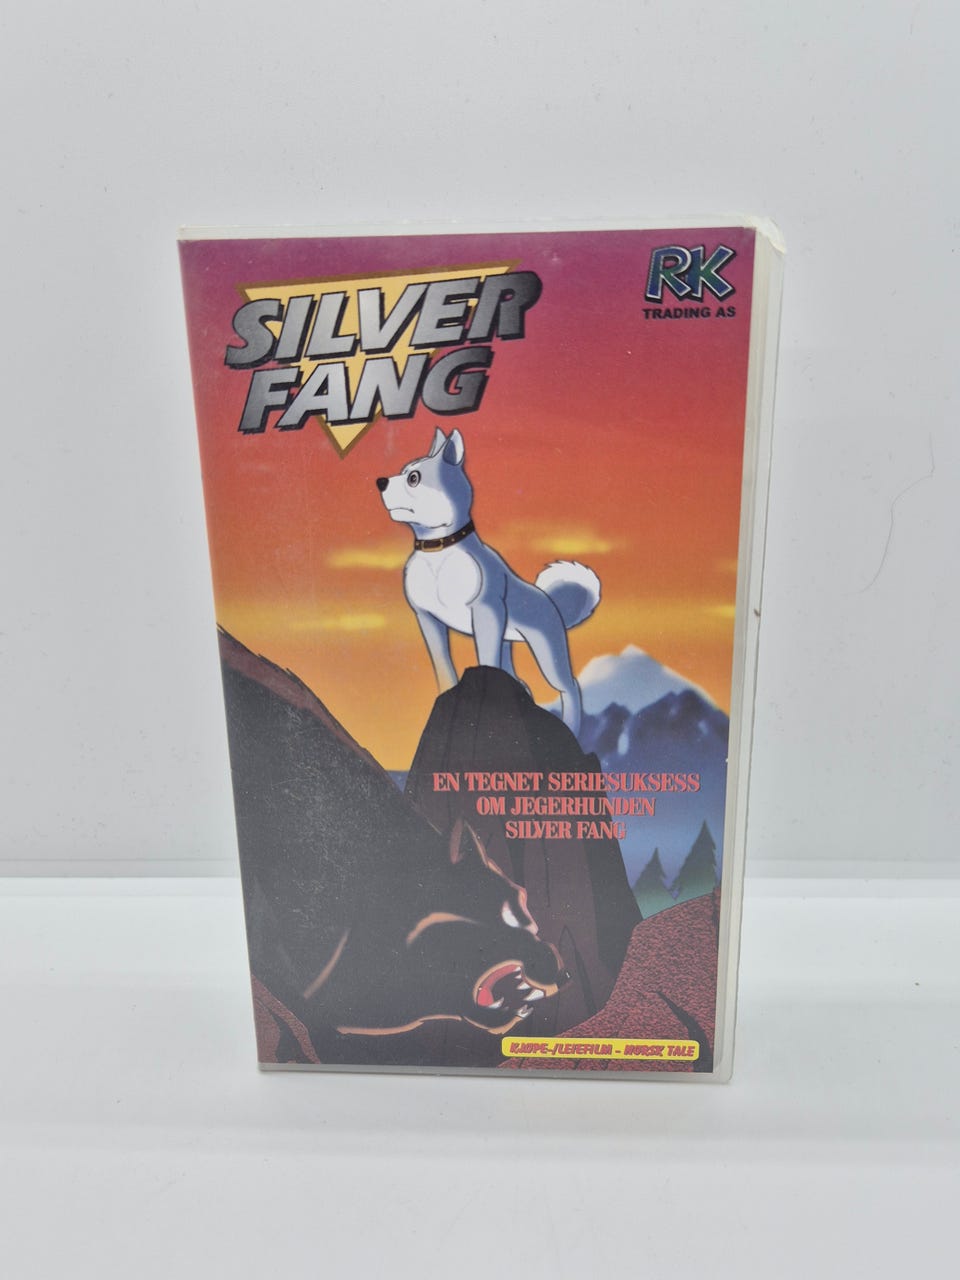 SILVER
FANG
RK
TRADING AS
EN TEGNET SERIESUKSESS
OM JEGERHUNDEN
SILVER FANG
KJØPE-/LEIEFILM - NORSK TALE